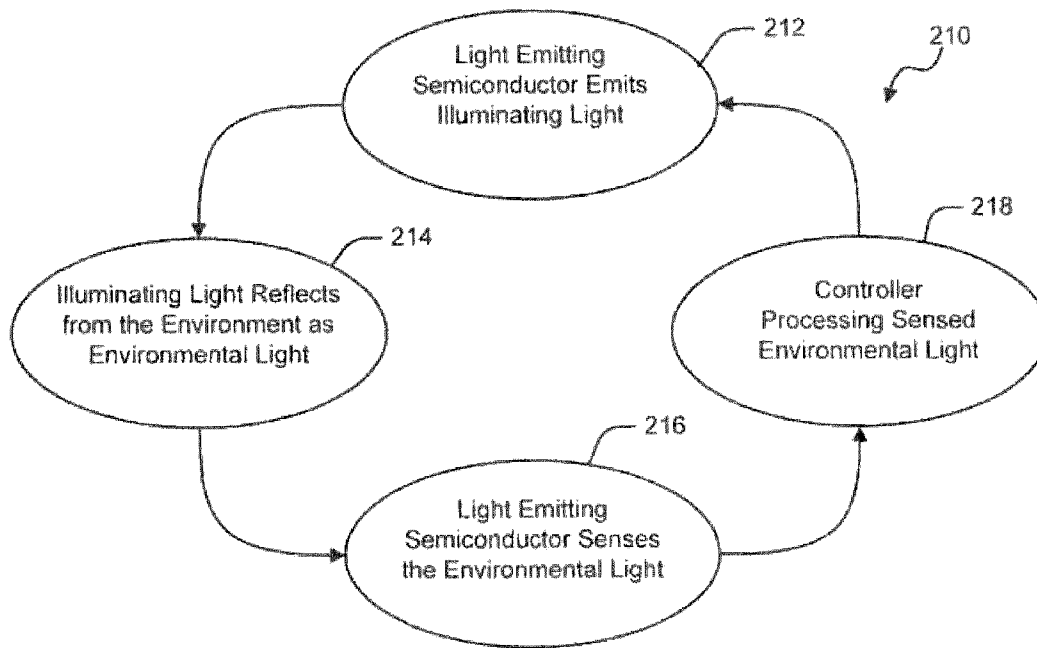 212
210
Light Emitting
Semiconductor Emits
Illuminating Light
214
Illuminating Light Reflects
from the Environment as
Environmental Light
218
Controller
Processing Sensed
Environmental Light
216
Light Emitting
Semiconductor Senses
the Environmental Light